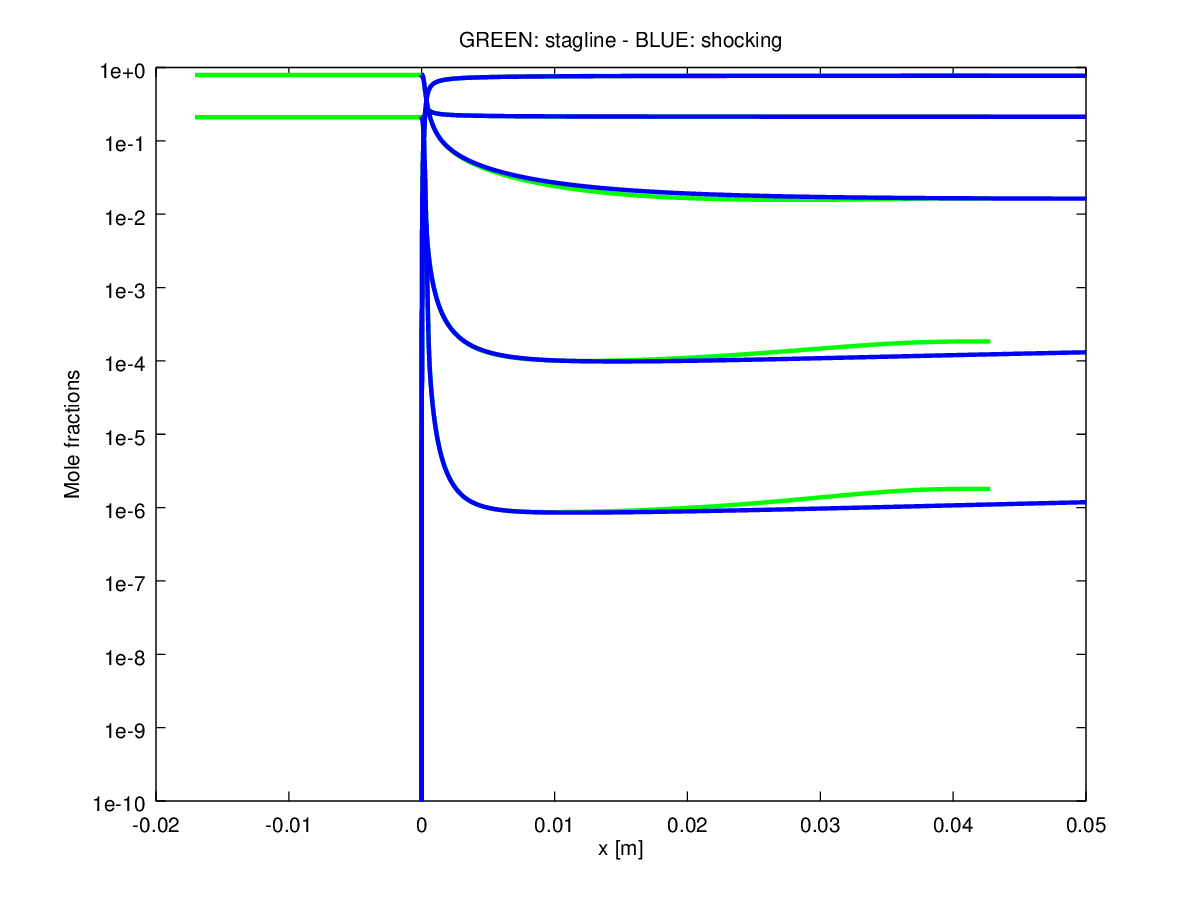 GREEN: stagline - BLUE: shocking
1e+0
1e-1
1e-2
1e-3
1e-4
1e-5
1e-6
1e-7
1e-8
1e-9
1e-10
Mole fractions
-0.02 -0.01 0 0.01 0.02 0.03 0.04 0.05
x [m]